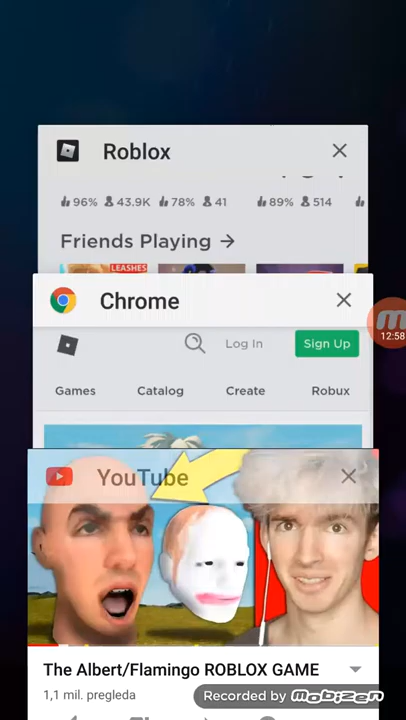 Roblox
96% 43.9K 78% 41 89% 514
Friends Playing →
LEASHES
Chrome
12:58
Log In Sign Up
Games Catalog Create Robux
YouTube
The Albert/Flamingo ROBLOX GAME
1,1 mil. pregleda
Recorded by mobizen